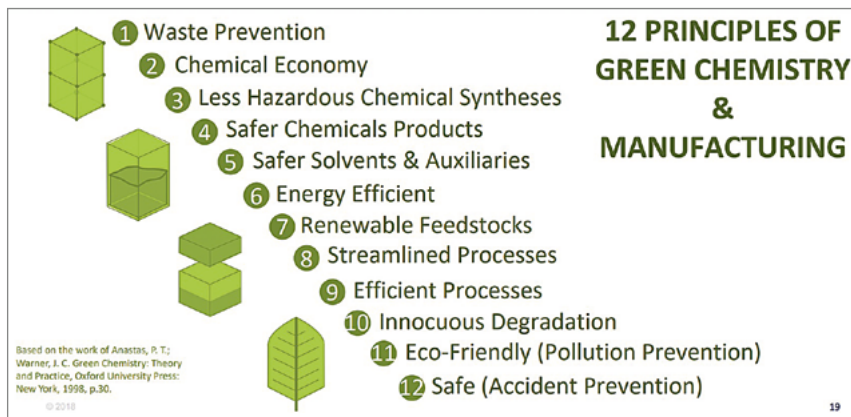 12 PRINCIPLES OF
GREEN CHEMISTRY
&
MANUFACTURING
1 Waste Prevention
2 Chemical Economy
3 Less Hazardous Chemical Syntheses
4 Safer Chemicals Products
5 Safer Solvents & Auxiliaries
6 Energy Efficient
7 Renewable Feedstocks
8 Streamlined Processes
9 Efficient Processes
10 Innocuous Degradation
11 Eco-Friendly (Pollution Prevention)
12 Safe (Accident Prevention)
Based on the work of Anastas, P. T.;
Warner, J. C. Green Chemistry: Theory
and Practice, Oxford University Press:
New York, 1998, p.30.
© 2018
19